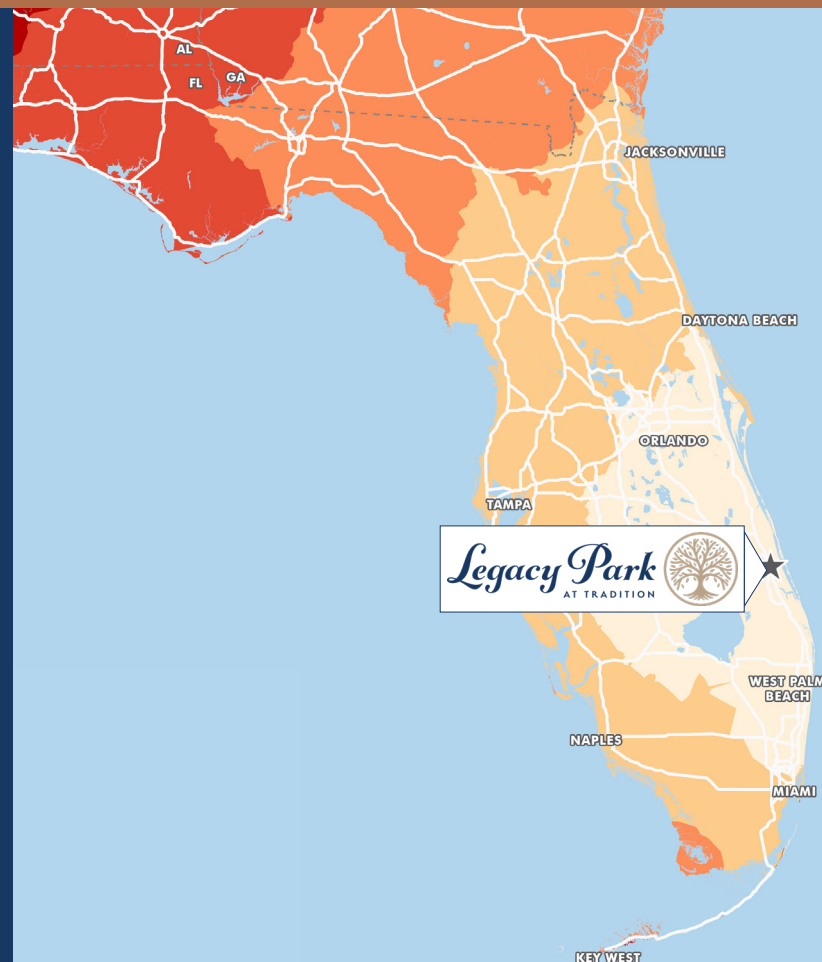 AL
FL
GA
JACKSONVILLE
DAYTONA BEACH
ORLANDO
TAMPA
Legacy Park
AT TRADITION
WEST PALM
BEACH
NAPLES
MIAMI
KEY WEST